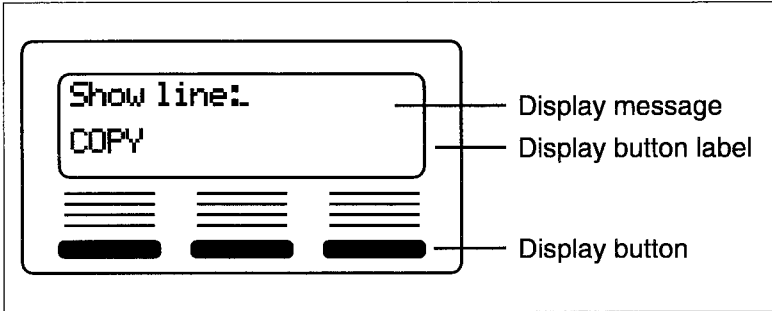 Show line:_
COPY
Display message
Display button label
Display button